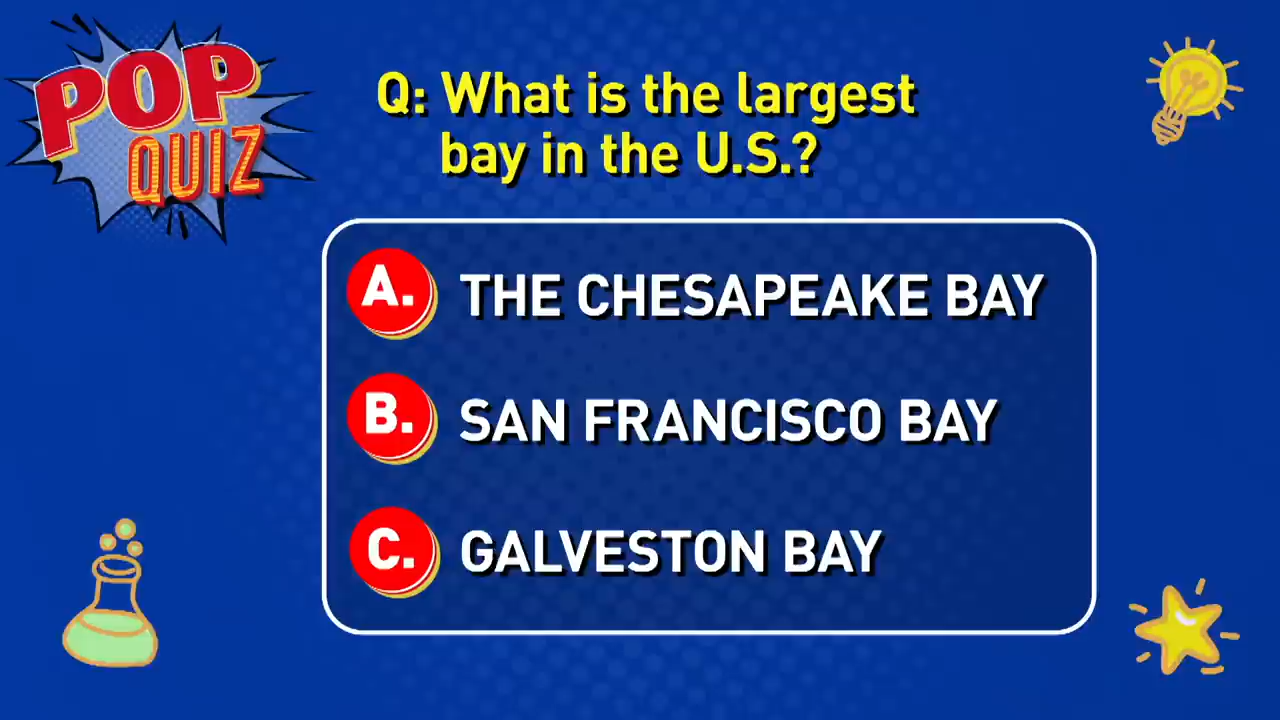 POP
QUIZ
Q: What is the largest
bay in the U.S.?
A. THE CHESAPEAKE BAY
B. SAN FRANCISCO BAY
C. GALVESTON BAY